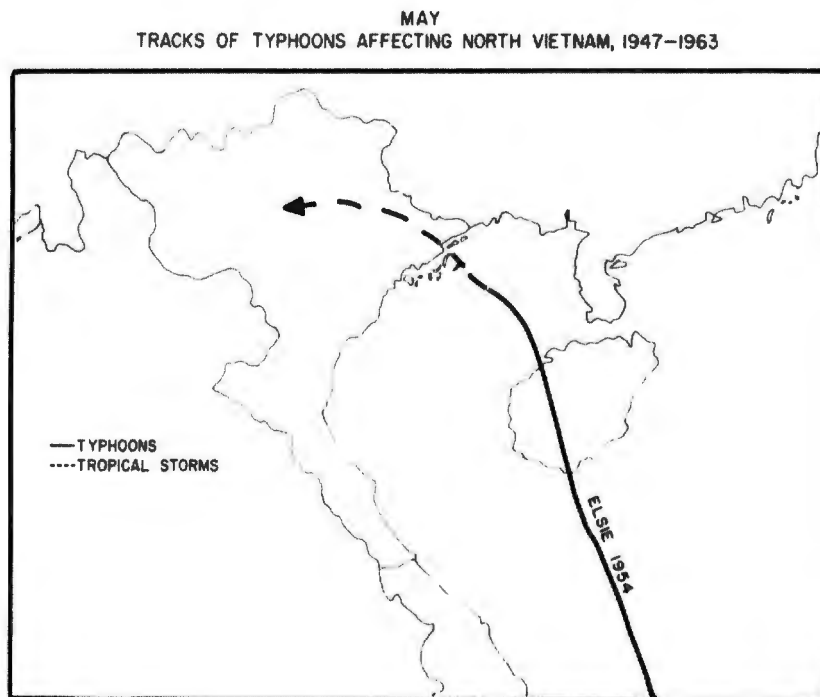 MAY
TRACKS OF TYPHOONS AFFECTING NORTH VIETNAM, 1947-1963
TYPHOONS
TROPICAL STORMS
ELSIE 1954